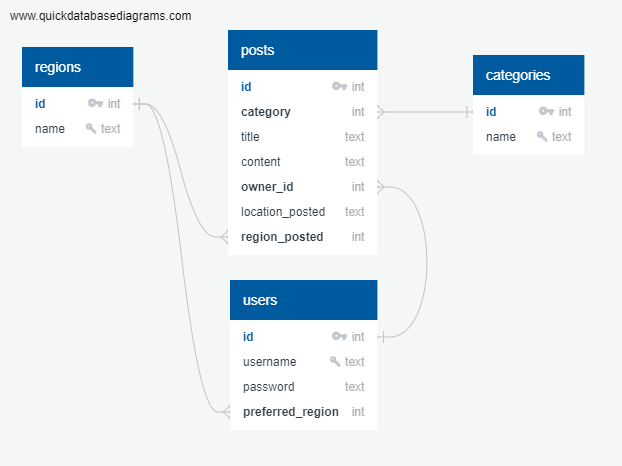 www.quickdatabasediagrams.com
regions
id int
name text
posts
id int
category int
title text
content text
owner_id int
location_posted text
region_posted int
categories
id int
name text
users
id int
username text
password text
preferred_region int